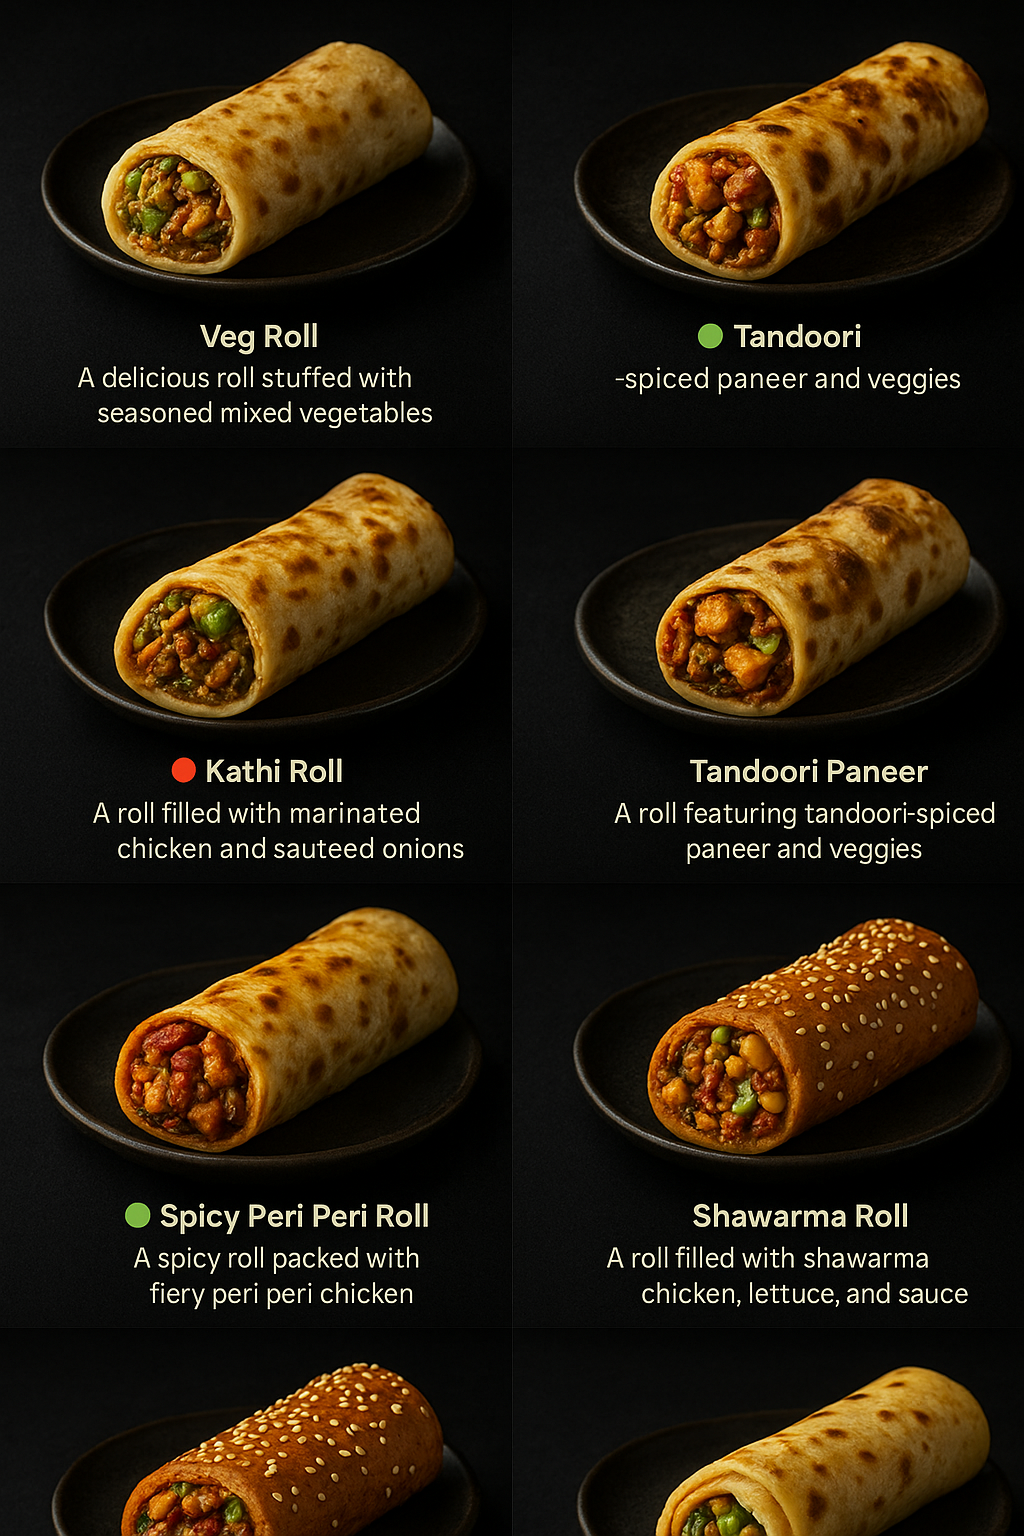 Veg Roll
A delicious roll stuffed with
seasoned mixed vegetables
Tandoori
-spiced paneer and veggies
Kathi Roll
A roll filled with marinated
chicken and sauteed onions
Tandoori Paneer
A roll featuring tandoori-spiced
paneer and veggies
Spicy Peri Peri Roll
A spicy roll packed with
fiery peri peri chicken
Shawarma Roll
A roll filled with shawarma
chicken, lettuce, and sauce